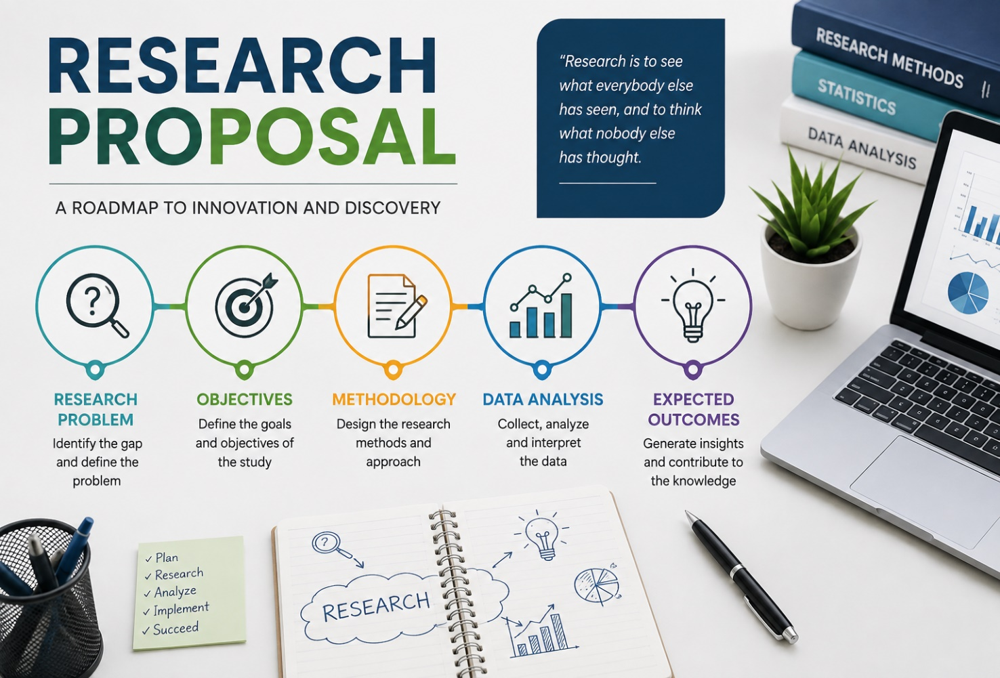 RESEARCH
PROPOSAL
A ROADMAP TO INNOVATION AND DISCOVERY
“Research is to see
what everybody else
has seen, and to think
what nobody else
has thought.
RESEARCH METHODS
STATISTICS
DATA ANALYSIS
?
RESEARCH
PROBLEM
Identify the gap
and define the
problem
OBJECTIVES
Define the goals
and objectives of
the study
METHODOLOGY
Design the research
methods and
approach
DATA ANALYSIS
Collect, analyze
and interpret
the data
EXPECTED
OUTCOMES
Generate insights
and contribute to
the knowledge
✓ Plan
✓ Research
✓ Analyze
✓ Implement
✓ Succeed
?
RESEARCH